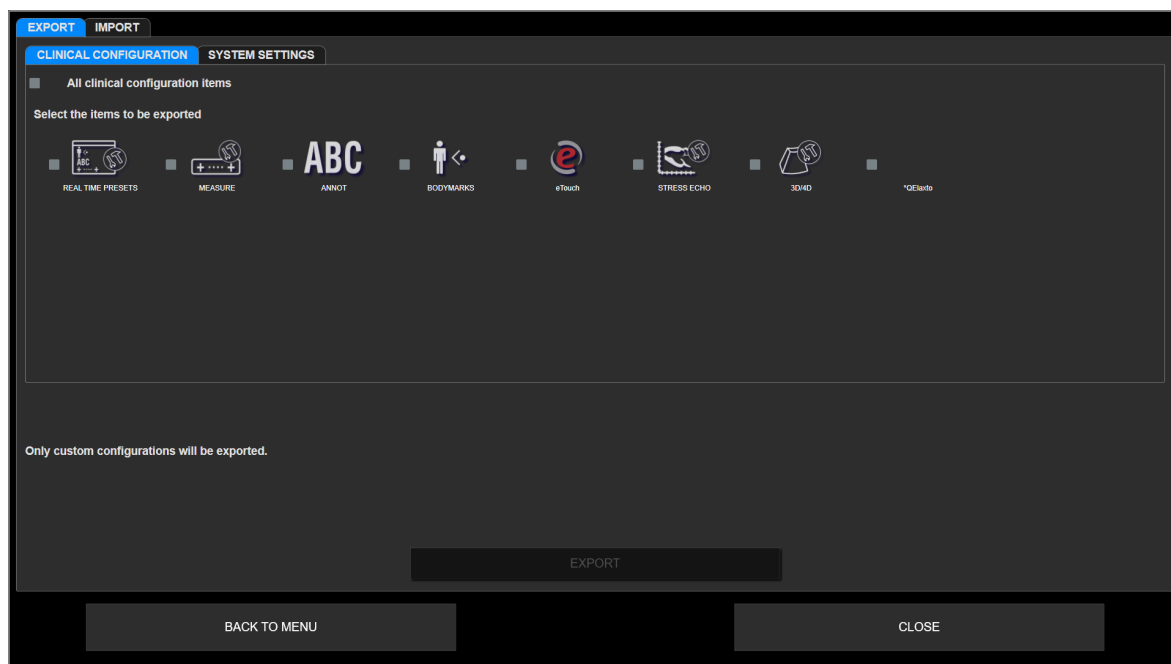 EXPORT IMPORT
CLINICAL CONFIGURATION SYSTEM SETTINGS
All clinical configuration items
Select the items to be exported
ABC
ABC
e
REAL TIME PRESETS MEASURE ANNOT BODYMARKS eTouch STRESS ECHO 3D/4D *QElaxto
Only custom configurations will be exported.
EXPORT
BACK TO MENU CLOSE